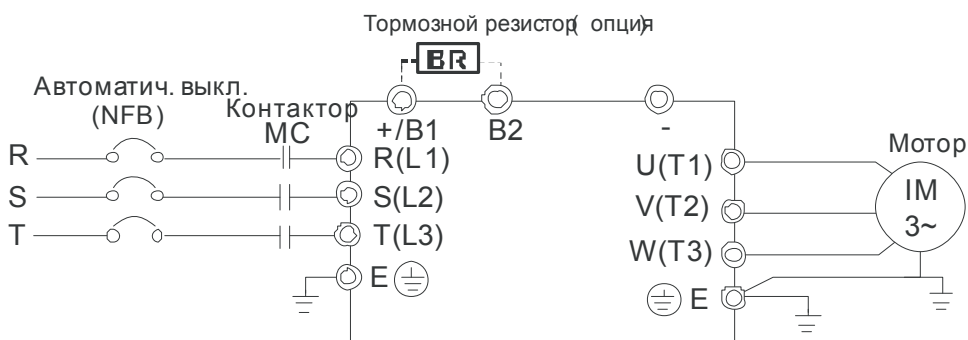 Тормозной резистор( опция)
BR
Автоматич. выкл.
(NFB)
Контактор
MC
+/B1
B2
-
Мотор
R
R(L1)
U(T1)
S
S(L2)
V(T2)
IM
3~
T
T(L3)
W(T3)
E
E